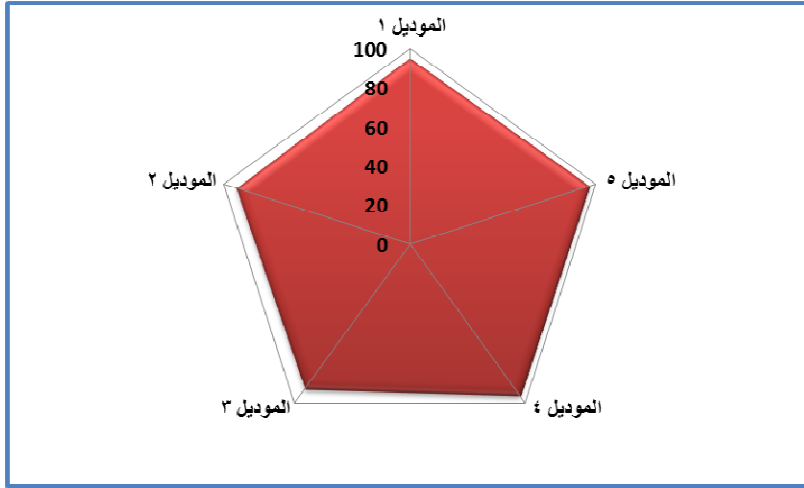 الموديل ١
100
80
60
40
20
0
الموديل ٢
الموديل ٥
الموديل ٣
الموديل ٤